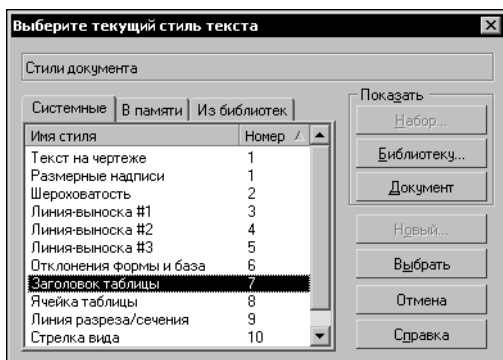 Выберите текущий стиль текста
Стили документа
Системные В памяти Из библиотек
Имя стиля Номер
Текст на чертеже 1
Размерные надписи 1
Шероховатость 2
Линия-выноска #1 3
Линия-выноска #2 4
Линия-выноска #3 5
Отклонения формы и база 6
Заголовок таблицы 7
Ячейка таблицы 8
Линия разреза/сечения 9
Стрелка вида 10
Показать
Набор...
Библиотеку...
Документ
Новый...
Выбрать
Отмена
Справка